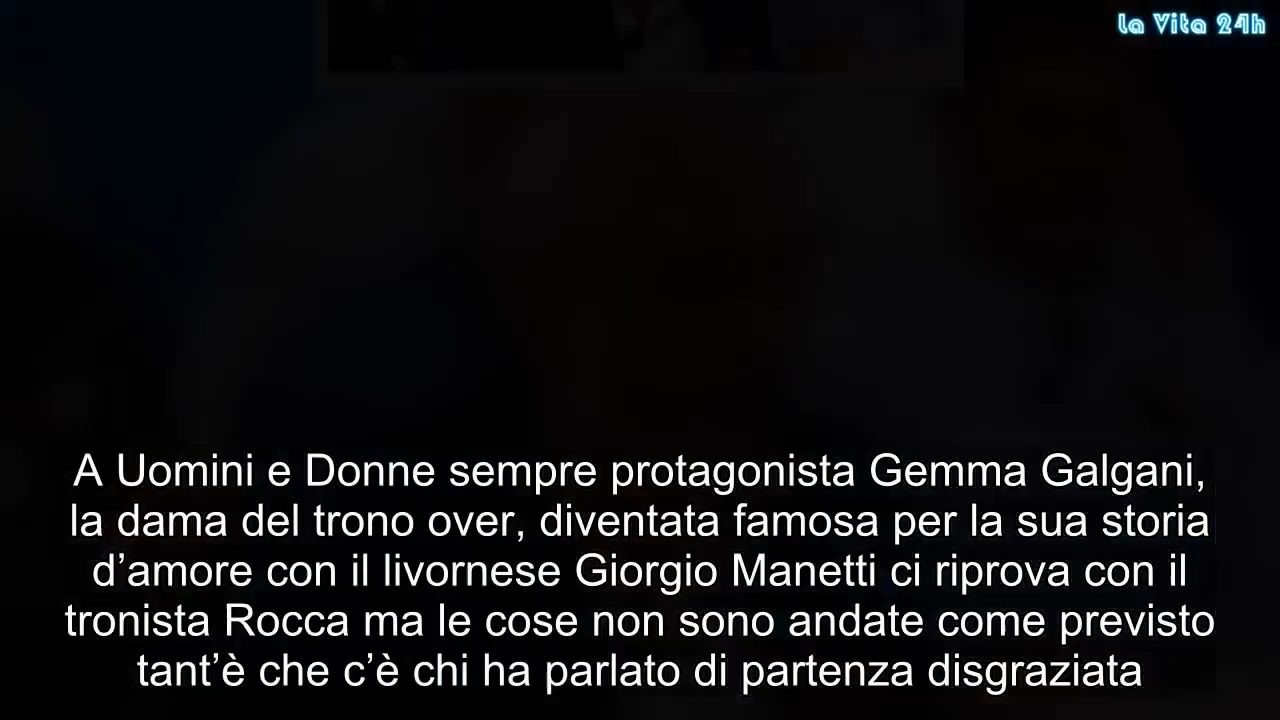 la Vita 24h
A Uomini e Donne sempre protagonista Gemma Galgani,
la dama del trono over, diventata famosa per la sua storia
d’amore con il livornese Giorgio Manetti ci riprova con il
tronista Rocca ma le cose non sono andate come previsto
tant’è che c’è chi ha parlato di partenza disgraziata